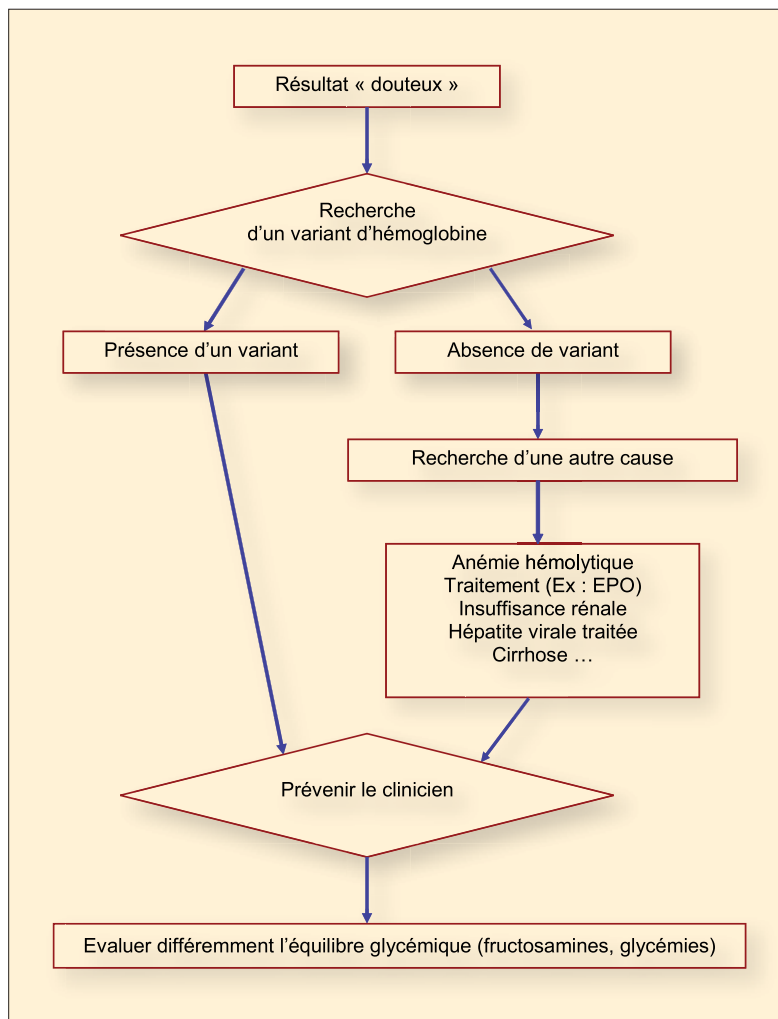 Résultat « douteux »
Recherche
d’un variant d’hémoglobine
Présence d’un variant
Absence de variant
Recherche d’une autre cause
Anémie hémolytique
Traitement (Ex : EPO)
Insuffisance rénale
Hépatite virale traitée
Cirrhose …
Prévenir le clinicien
Evaluer différemment l’équilibre glycémique (fructosamines, glycémies)